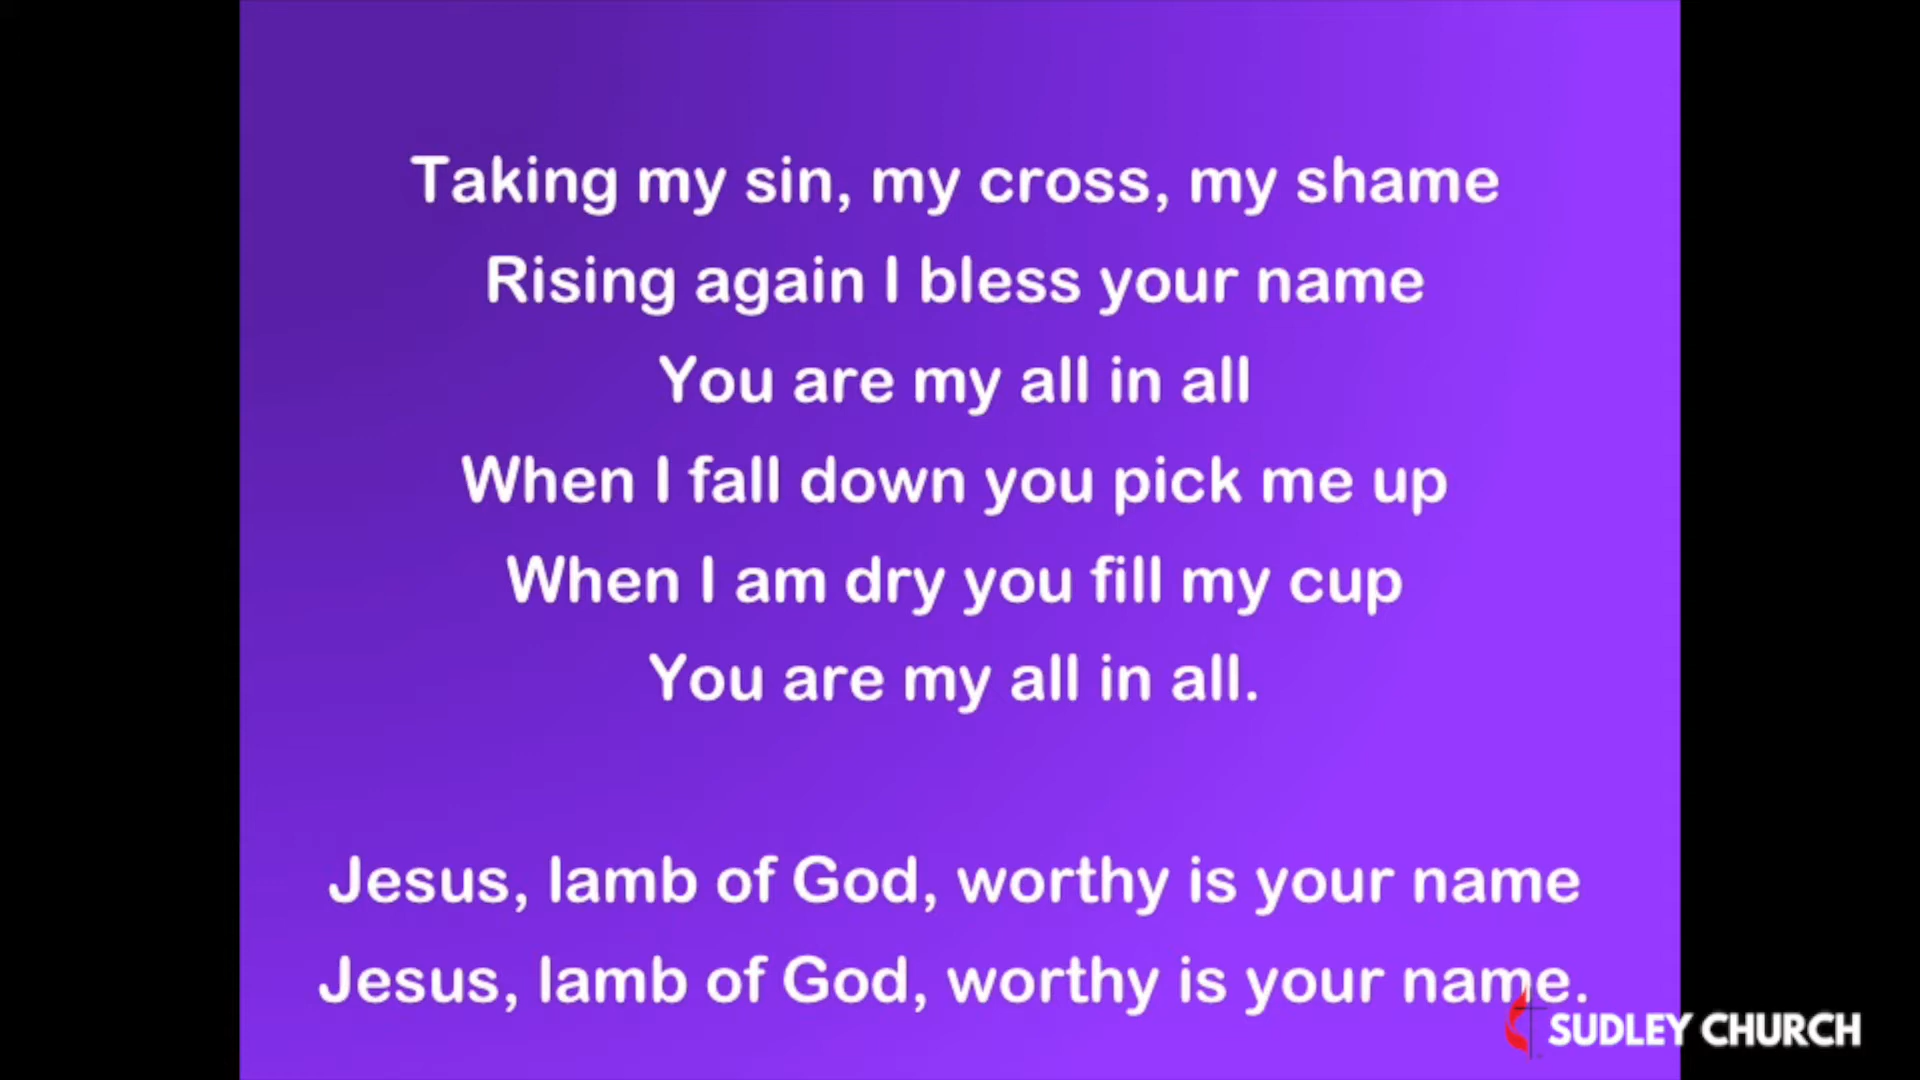 Taking my sin, my cross, my shame
Rising again I bless your name
You are my all in all
When I fall down you pick me up
When I am dry you fill my cup
You are my all in all.
Jesus, lamb of God, worthy is your name
Jesus, lamb of God, worthy is your name.
SUDLEY CHURCH